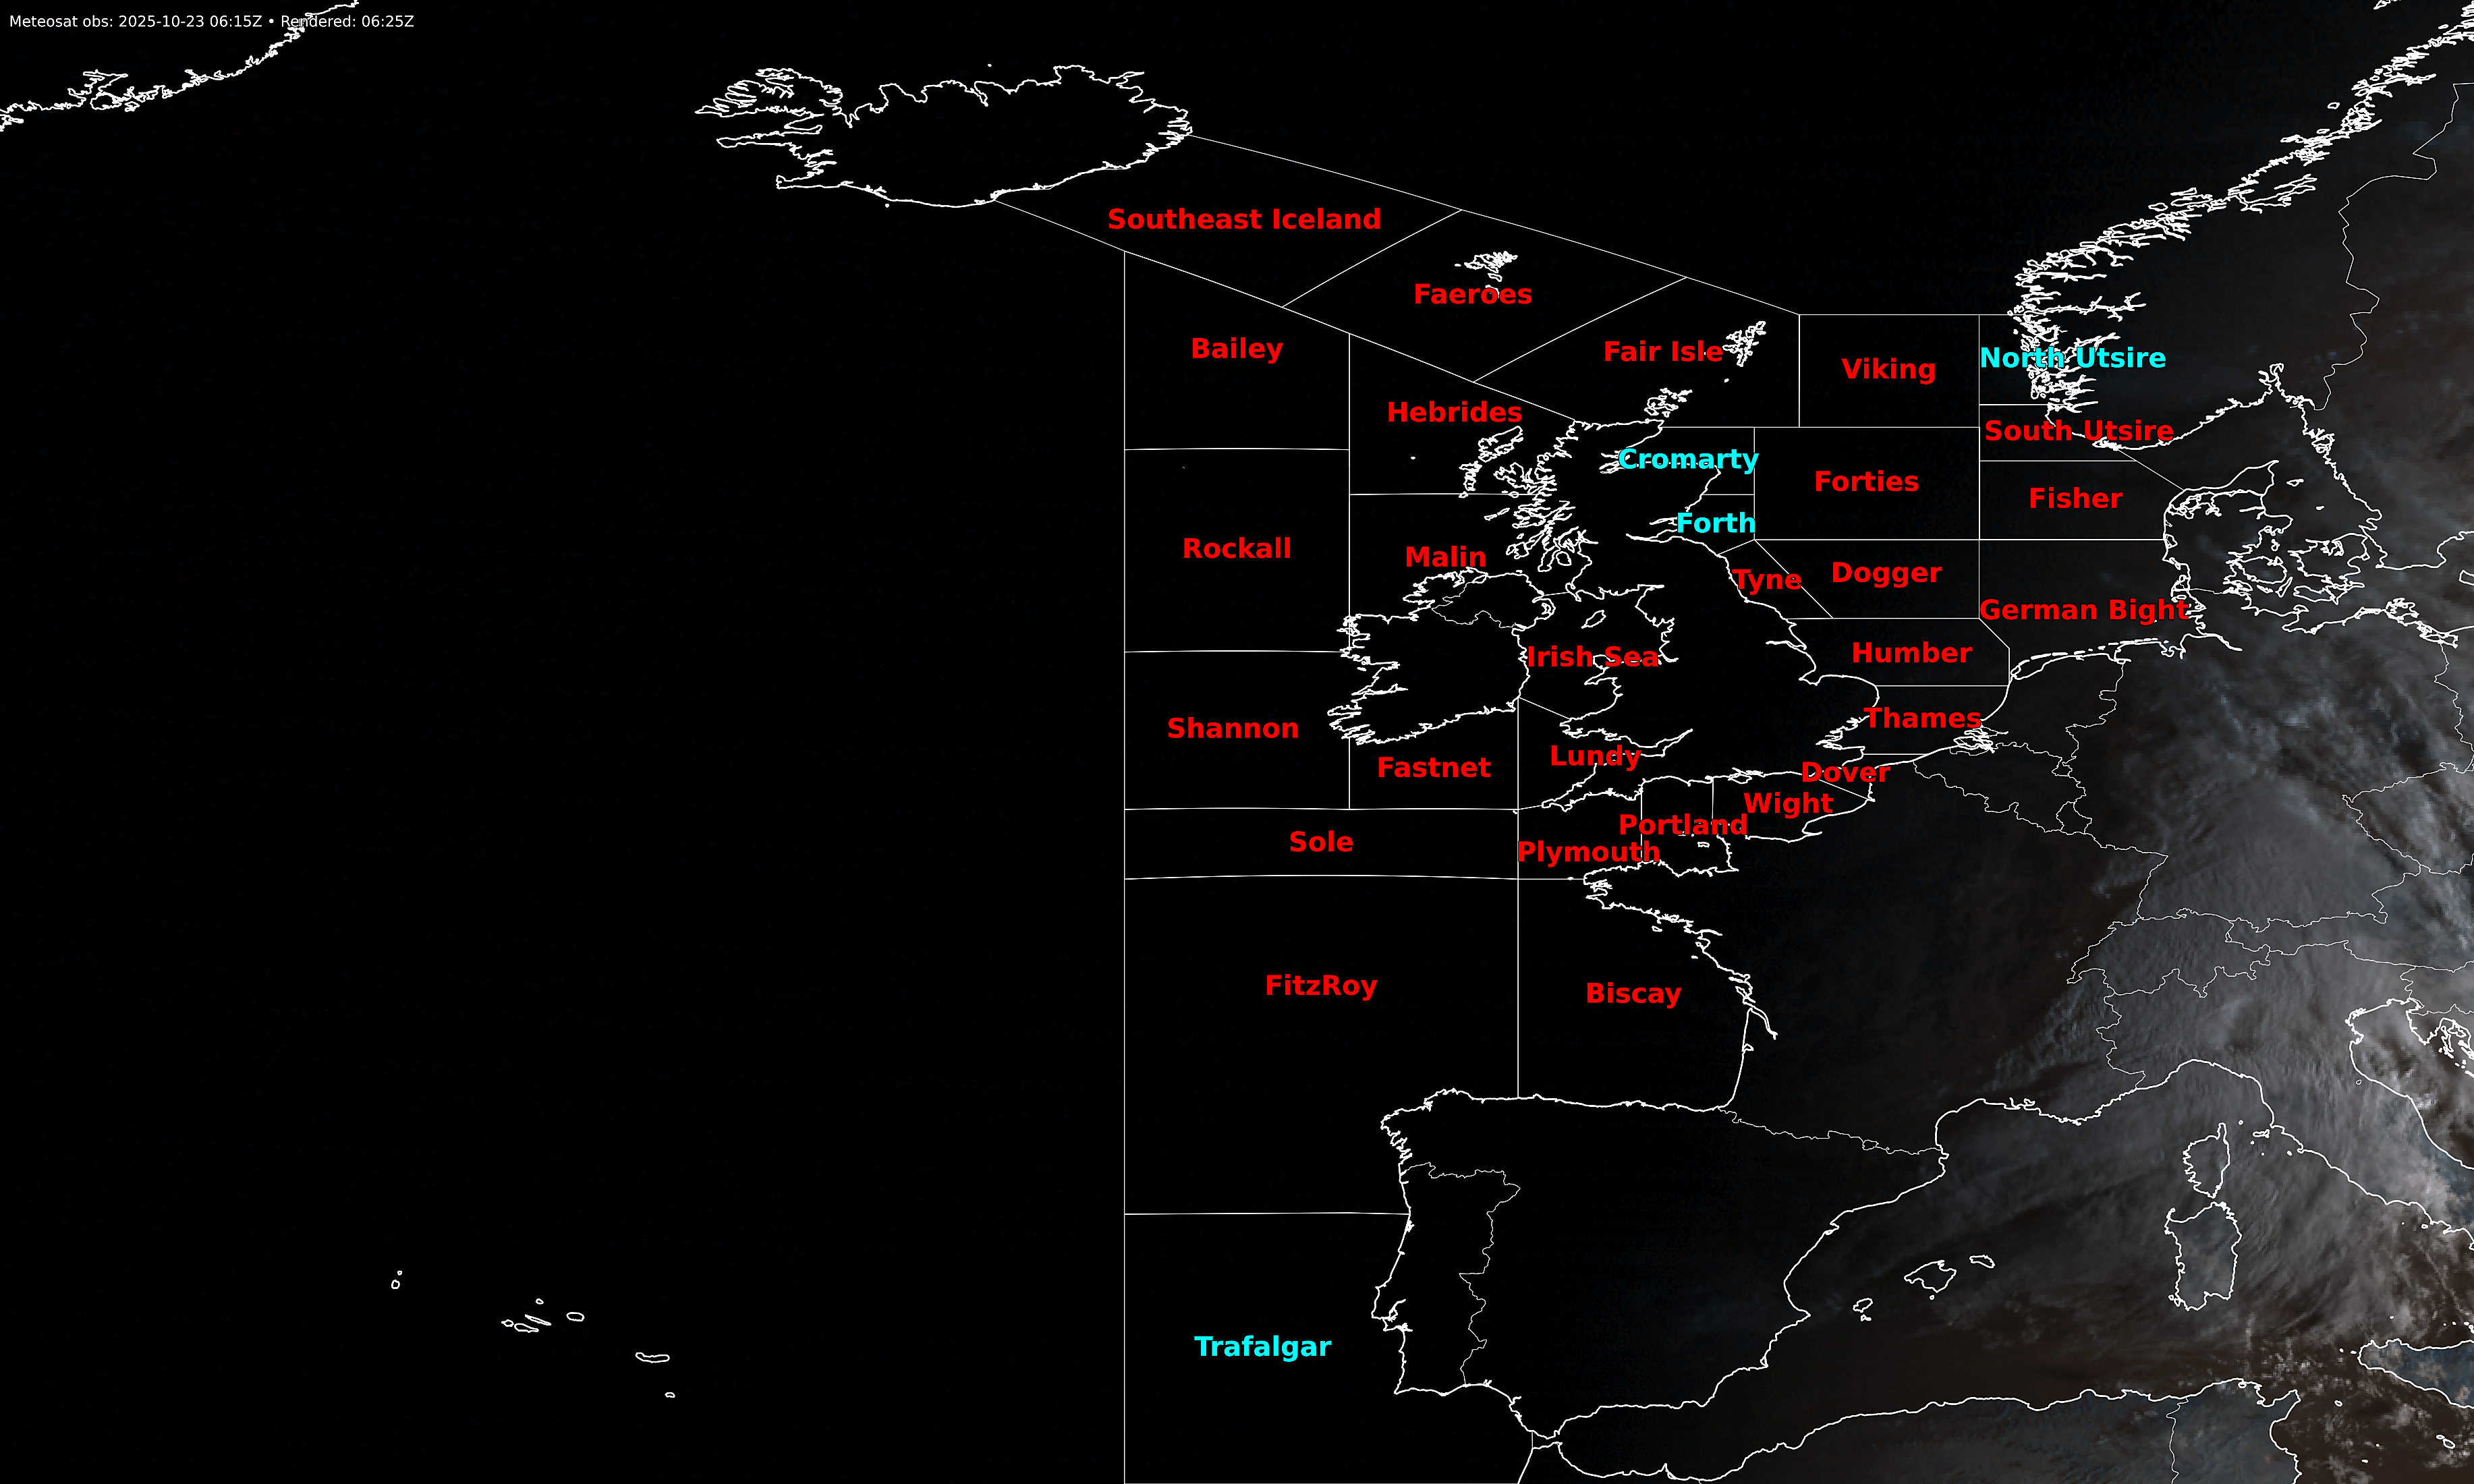 Meteosat obs: 2025-10-23 06:15Z • Rendered: 06:25Z
Southeast Iceland
Faeroes
Bailey
Fair Isle
North Utsire
Viking
Hebrides
South Utsire
Cromarty
Forties
Fisher
Forth
Rockall
Malin
Dogger
Tyne
German Bight
Humber
Irish Sea
Thames
Shannon
Lundy
Fastnet
Dover
Wight
Portland
Sole
Plymouth
FitzRoy
Biscay
Trafalgar